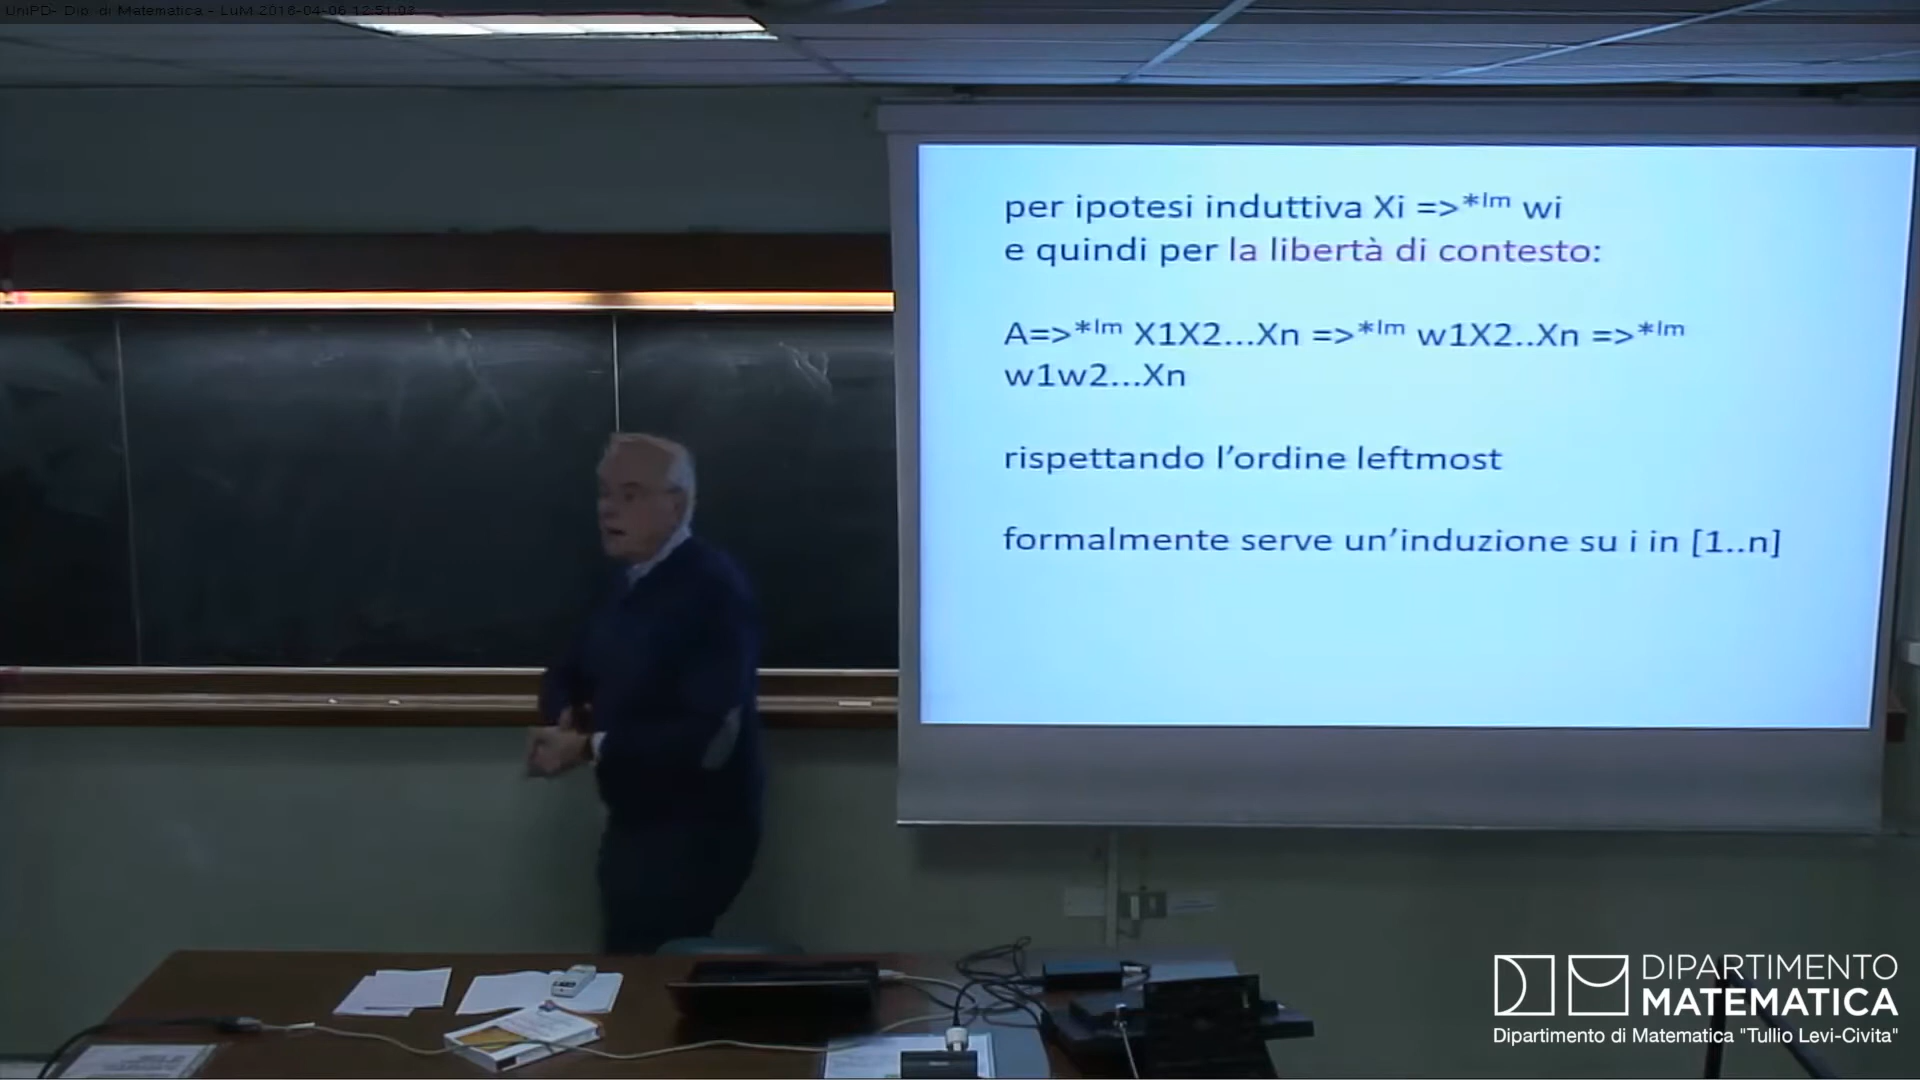 UniPD- Dip. di Matematica - LuM 2018-04-06 12:51:03
per ipotesi induttiva Xi =>*lm wi
e quindi per la libertà di contesto:
A=>*lm X1X2...Xn =>*lm w1X2..Xn =>*lm
w1w2...Xn
rispettando l'ordine leftmost
formalmente serve un'induzione su i in [1..n]
DIPARTIMENTO
MATEMATICA
Dipartimento di Matematica "Tullio Levi-Civita"